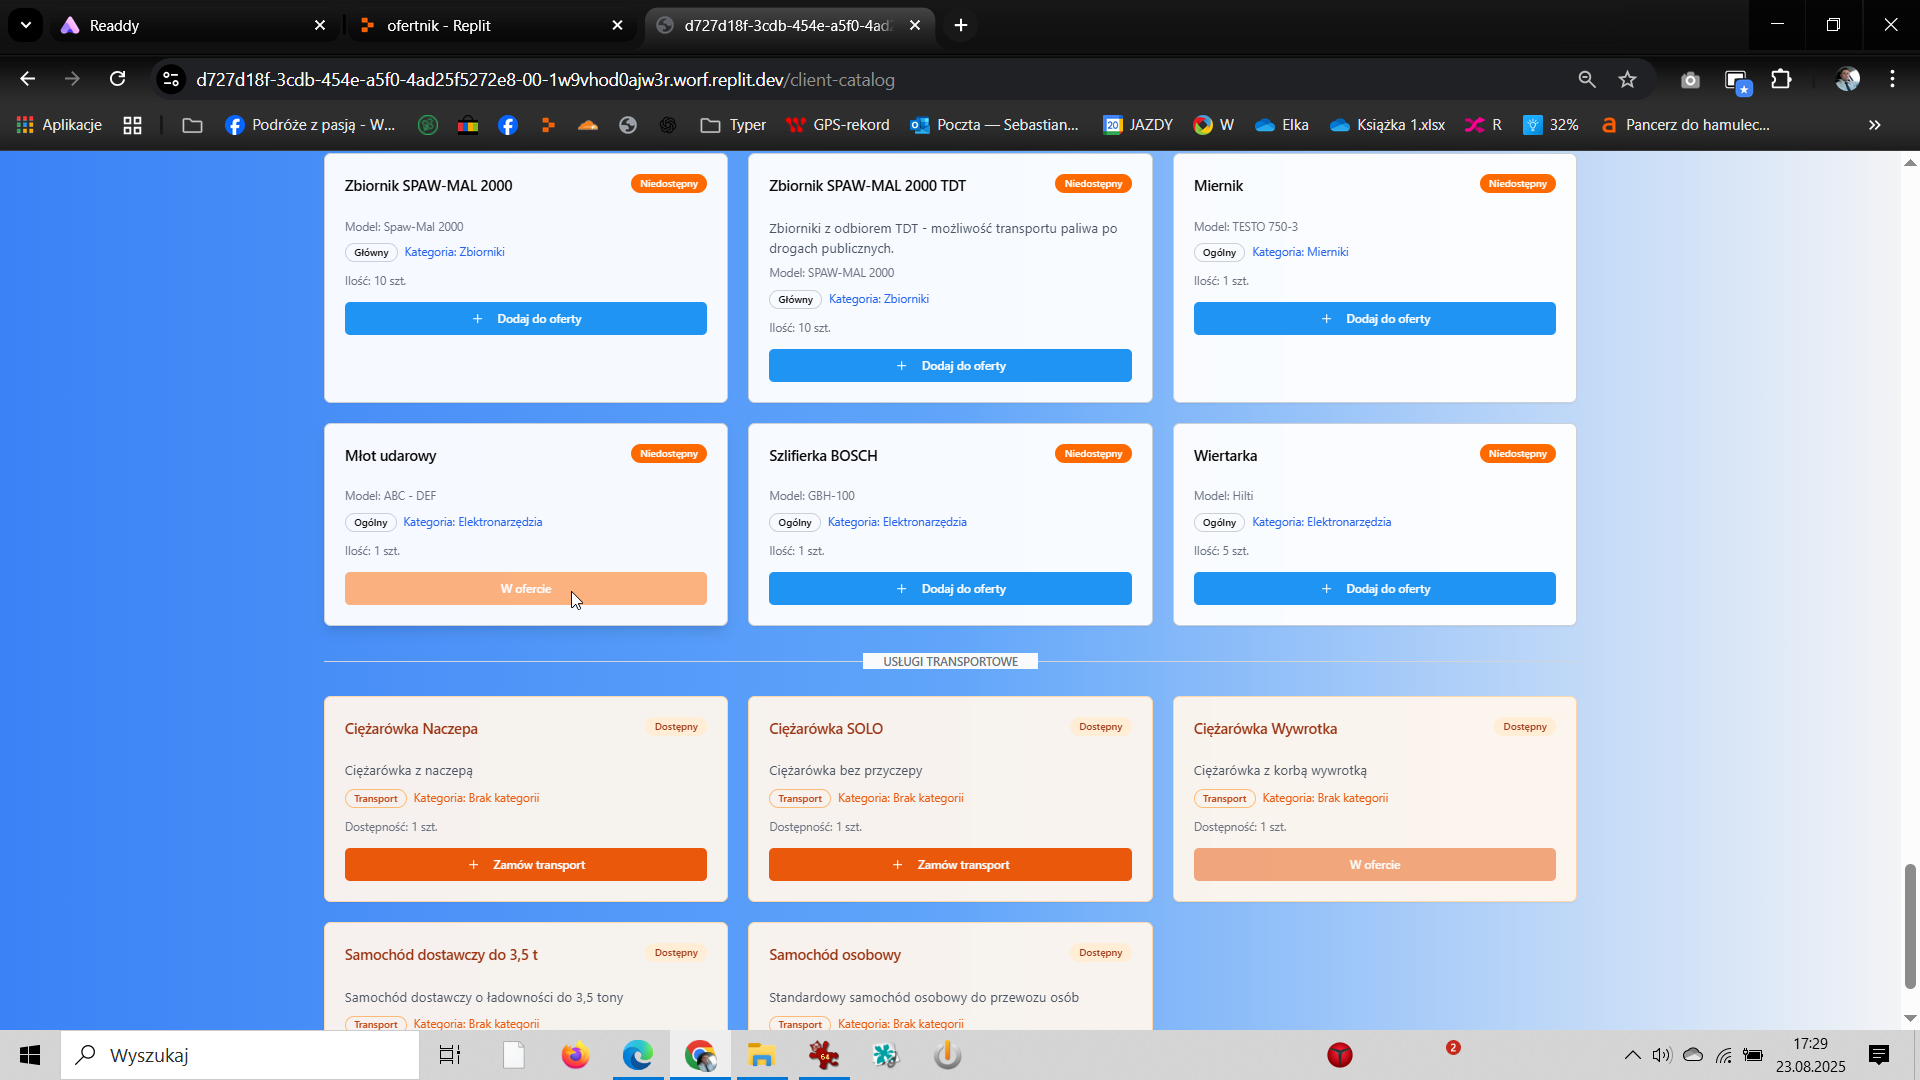 Readdy
ofertnik - Replit
d727d18f-3cdb-454e-a5f0-4ad2
d727d18f-3cdb-454e-a5f0-4ad25f5272e8-00-1w9vhod0ajw3r.worf.replit.dev/client-catalog
Aplikacje
Podróże z pasją - W...
Typer
GPS-rekord
Poczta — Sebastian...
20
JAZDY
W
Elka
Książka 1.xlsx
R
32%
a
Pancerz do hamulec...
»
Zbiornik SPAW-MAL 2000
Niedostępny
Model: Spaw-Mal 2000
Główny
Kategoria: Zbiorniki
Ilość: 10 szt.
+ Dodaj do oferty
Zbiornik SPAW-MAL 2000 TDT
Niedostępny
Zbiorniki z odbiorem TDT - możliwość transportu paliwa po
drogach publicznych.
Model: SPAW-MAL 2000
Główny
Kategoria: Zbiorniki
Ilość: 10 szt.
+ Dodaj do oferty
Miernik
Niedostępny
Model: TESTO 750-3
Ogólny
Kategoria: Mierniki
Ilość: 1 szt.
+ Dodaj do oferty
Młot udarowy
Niedostępny
Model: ABC - DEF
Ogólny
Kategoria: Elektronarzędzia
Ilość: 1 szt.
W ofercie
Szlifierka BOSCH
Niedostępny
Model: GBH-100
Ogólny
Kategoria: Elektronarzędzia
Ilość: 1 szt.
+ Dodaj do oferty
Wiertarka
Niedostępny
Model: Hilti
Ogólny
Kategoria: Elektronarzędzia
Ilość: 5 szt.
+ Dodaj do oferty
USŁUGI TRANSPORTOWE
Ciężarówka Naczepa
Dostępny
Ciężarówka z naczepą
Transport
Kategoria: Brak kategorii
Dostępność: 1 szt.
+ Zamów transport
Ciężarówka SOLO
Dostępny
Ciężarówka bez przyczepy
Transport
Kategoria: Brak kategorii
Dostępność: 1 szt.
+ Zamów transport
Ciężarówka Wywrotka
Dostępny
Ciężarówka z korbą wywrotką
Transport
Kategoria: Brak kategorii
Dostępność: 1 szt.
W ofercie
Samochód dostawczy do 3,5 t
Dostępny
Samochód dostawczy o ładowności do 3,5 tony
Transport
Kategoria: Brak kategorii
Samochód osobowy
Dostępny
Standardowy samochód osobowy do przewozu osób
Transport
Kategoria: Brak kategorii
Wyszukaj
64
2
17:29
23.08.2025